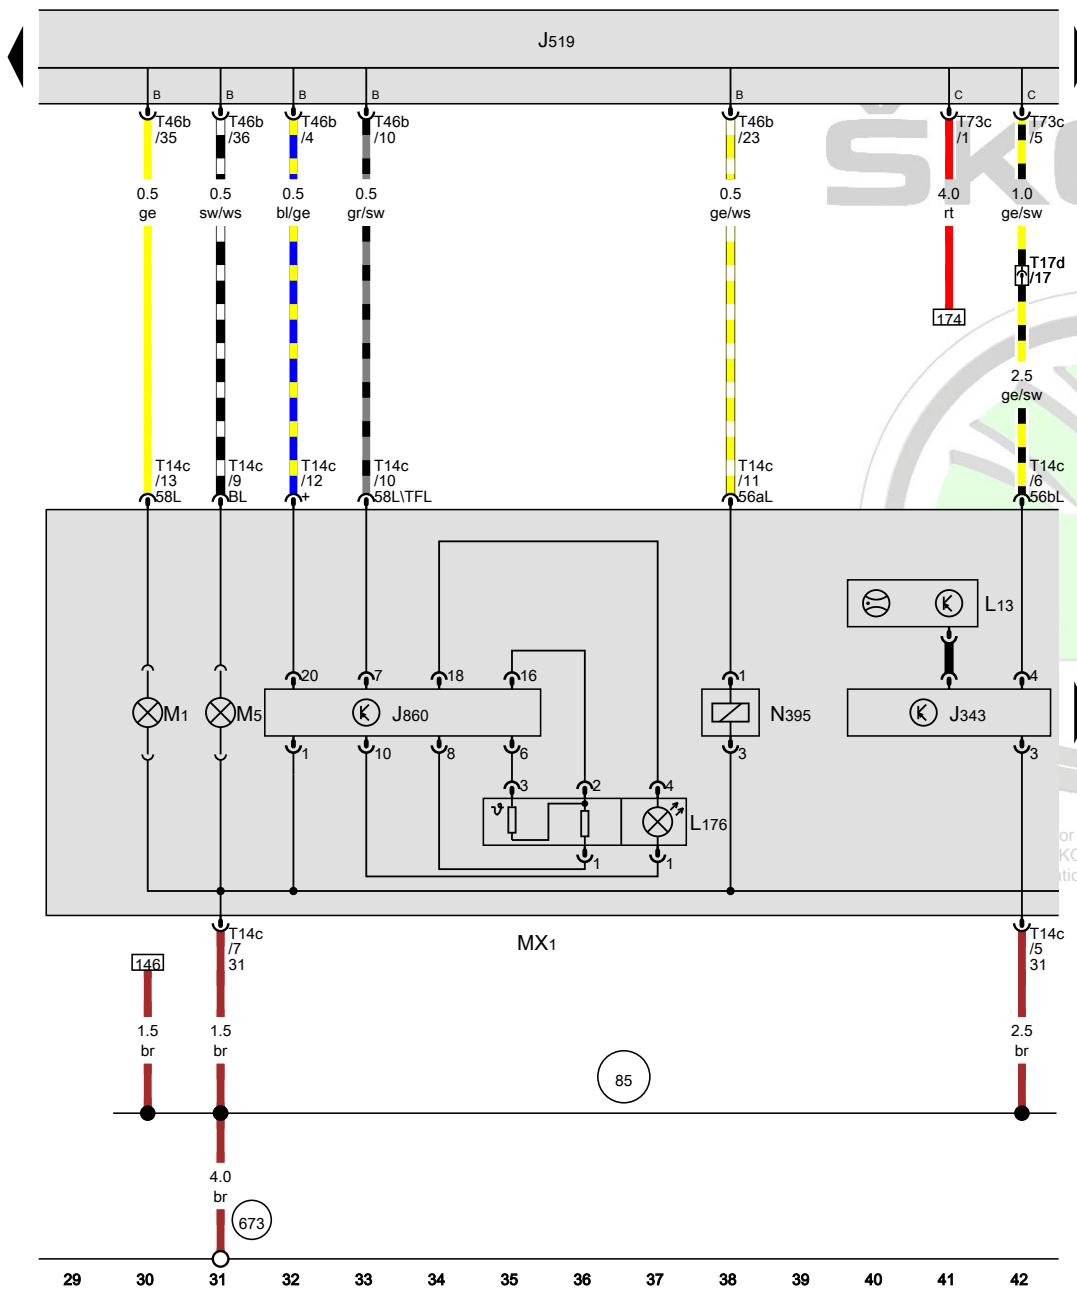 J519
B B B B B C C
T46b T46b T46b T46b T46b T73c T73c
/35 /36 /4 /10 /23 /1 /5
ŠKO
0.5 0.5 0.5 0.5 0.5 4.0 1.0
ge sw/ws bl/ge gr/sw ge/ws rt ge/sw
T17d
/17
174
2.5
ge/sw
T14c T14c T14c T14c T14c T14c
/13 /9 /12 /10 /11 /6
58L BL + 58L\TFL 56aL 56bL
L13
20 7 18 16 1 4
M1 M5 J860 N395 J343
1 10 8 6 3 3
3 2 4
ϑ
L176
1 1
or
KO
atic
T14c T14c
/7 /5
31 31
MX1
146
1.5 1.5 2.5
br br br
85
4.0
br
673
29 30 31 32 33 34 35 36 37 38 39 40 41 42